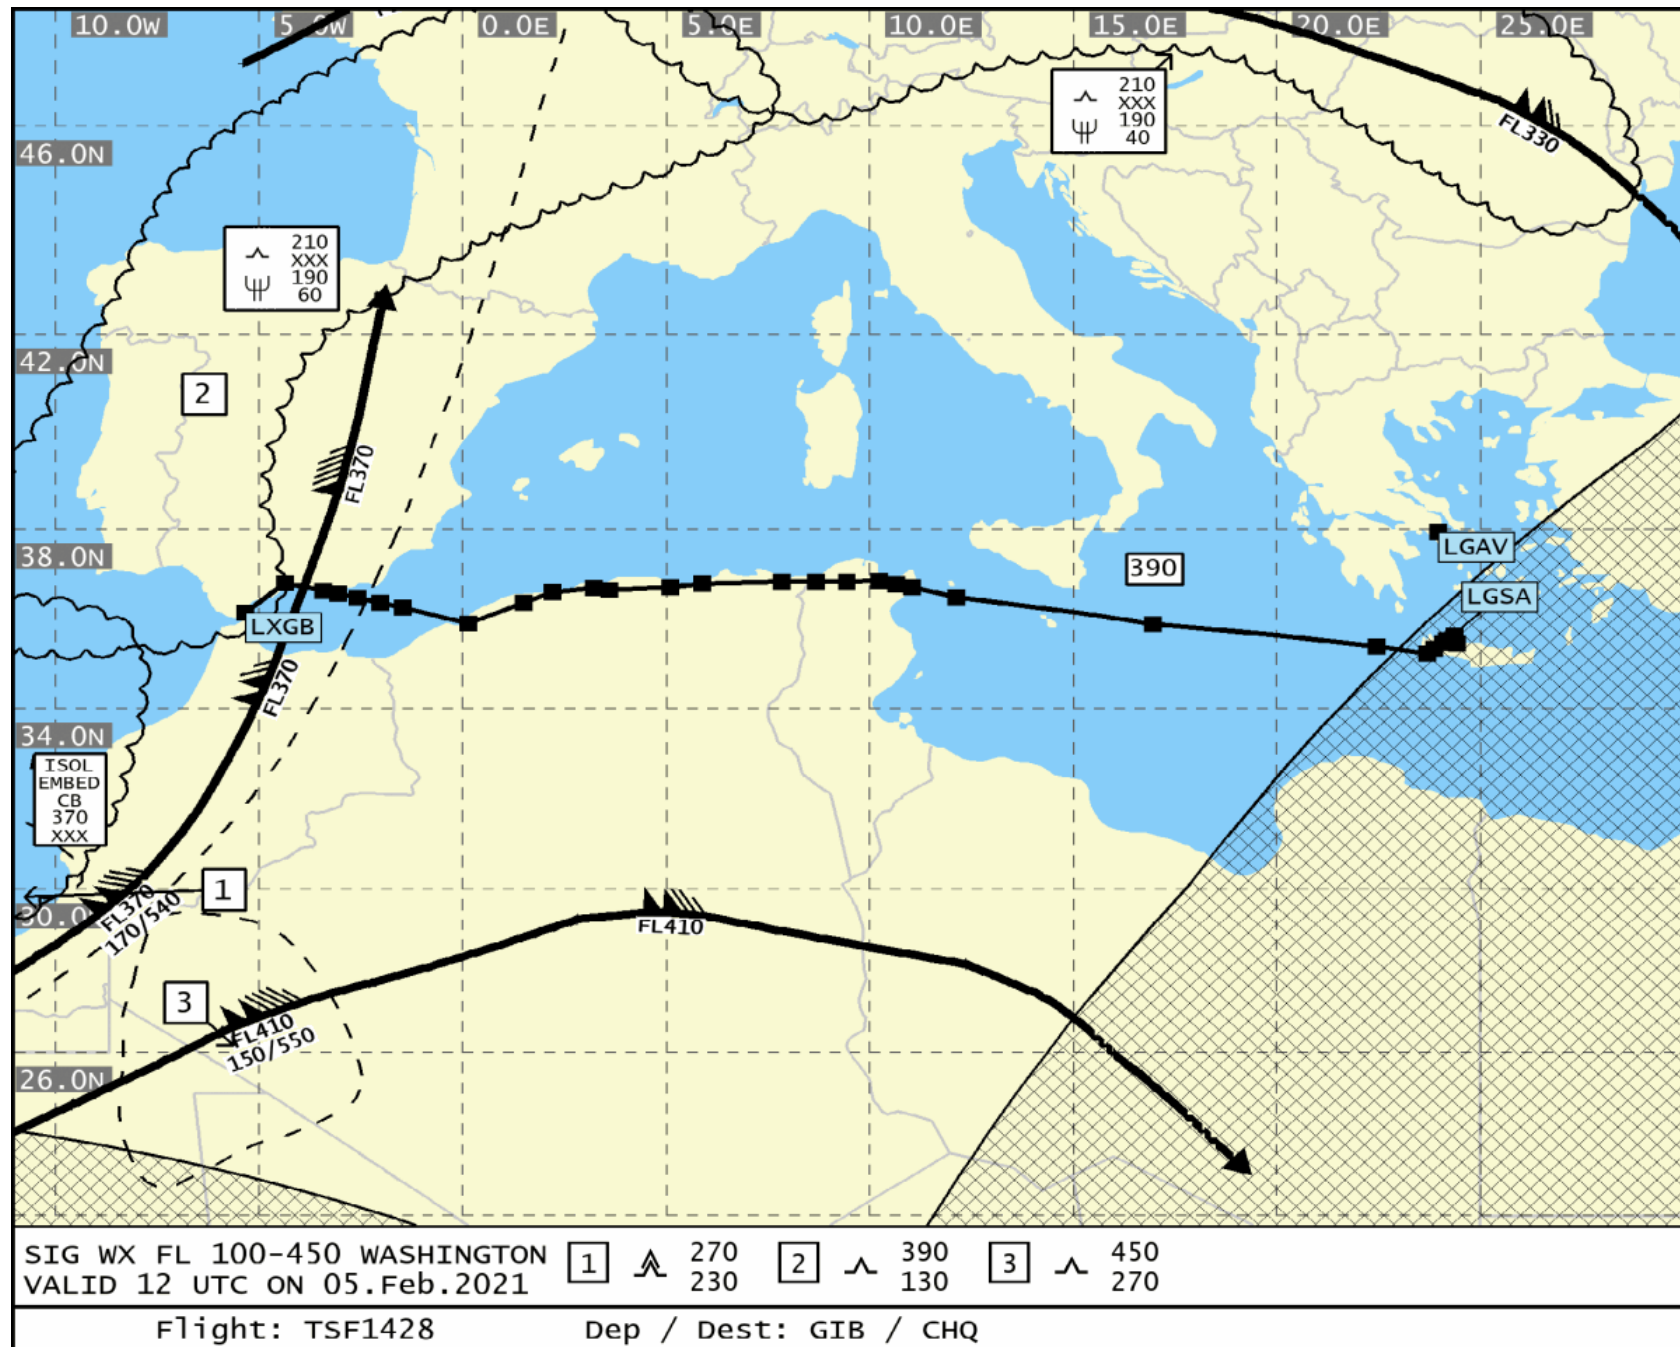 10.0W
5.0W
0.0E
5.0E
10.0E
15.0E
20.0E
25.0E
210
XXX
190
40
FL330
46.0N
210
XXX
190
60
42.0N
2
FL370
38.0N
LGAV
390
LGSA
LXGB
FL370
34.0N
ISOL
EMBED
CB
370
XXX
1
FL370
170/540
30.0N
FL410
3
FL410
150/550
26.0N
SIG WX FL 100-450 WASHINGTON
VALID 12 UTC ON 05.Feb.2021
1
270
230
2
390
130
3
450
270
Flight: TSF1428 Dep / Dest: GIB / CHQ